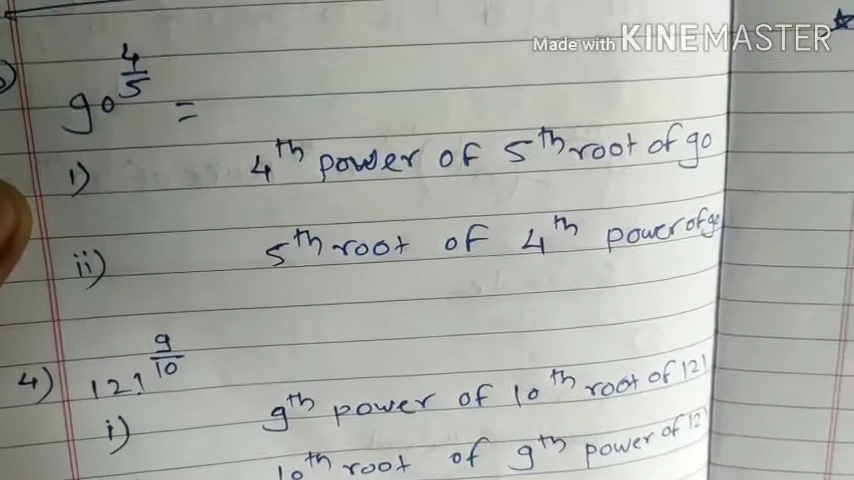 Made with KINEMASTER
90^(4/5) =
i) 4th power of 5th root of 90
ii) 5th root of 4th power of 90
4) 121^(9/10)
i) 9th power of 10th root of 121
10th root of 9th power of 121